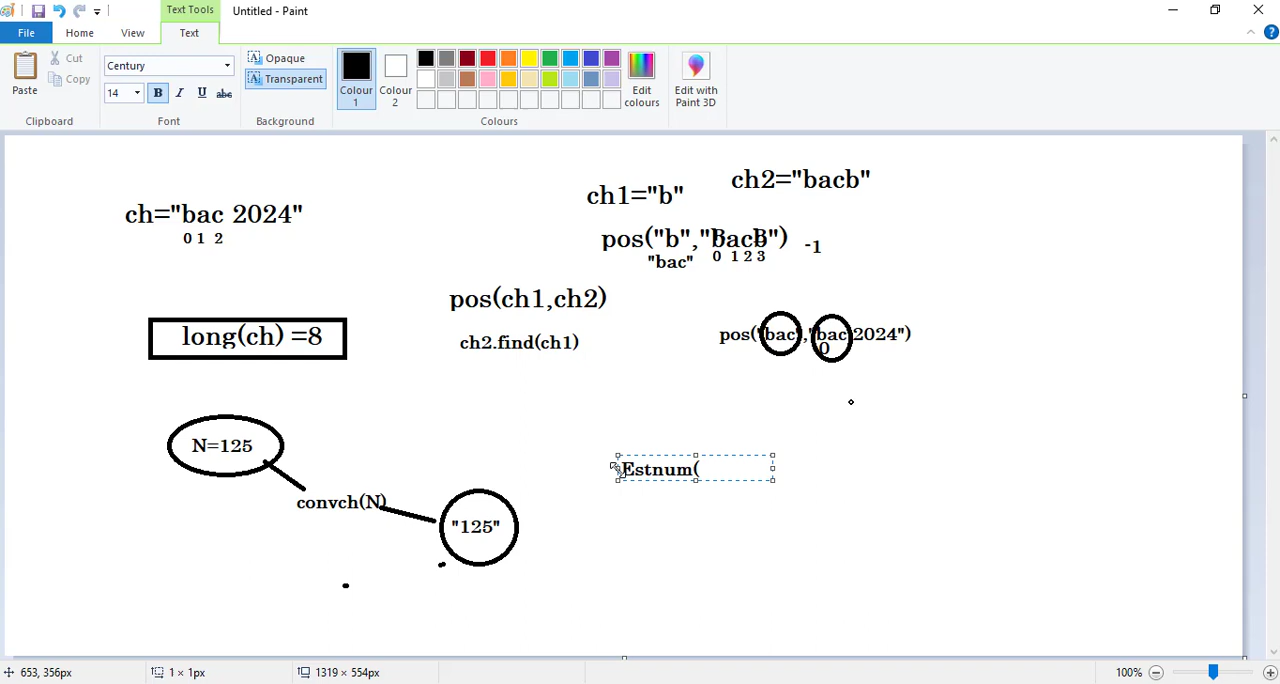 Untitled - Paint
Text Tools
File
Home
View
Text
Paste
Cut
Copy
Clipboard
Century
14
B
I
U
abc
Font
Opaque
Transparent
Background
Colour 1
Colour 2
Edit colours
Edit with Paint 3D
Colours
ch="bac 2024"
0 1 2
ch1="b"
ch2="bacb"
pos("b","bacb")
-1
"bac"
0 1 2 3
pos(ch1,ch2)
long(ch) =8
ch2.find(ch1)
pos("bac","bac 2024")
0
N=125
Estnum(
convch(N)
"125"
653, 356px
1 × 1px
1319 × 554px
100%